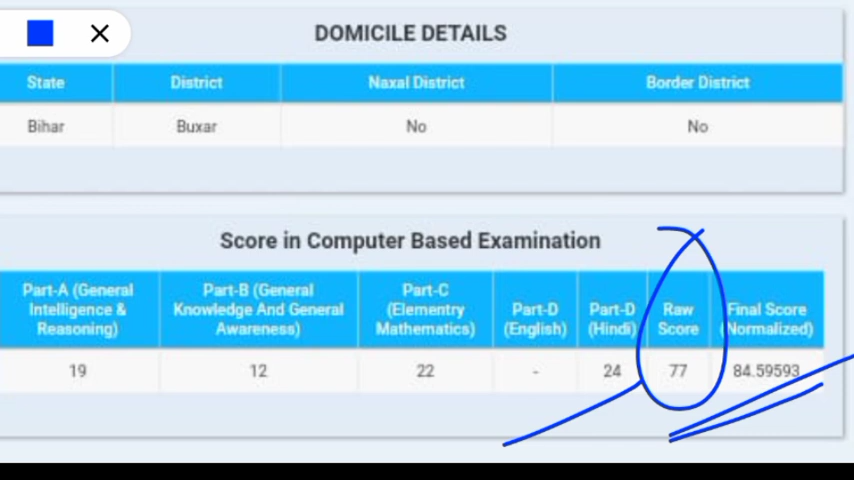 DOMICILE DETAILS
State District Naxal District Border District
Bihar Buxar No No
Score in Computer Based Examination
Part-A (General Intelligence & Reasoning) Part-B (General Knowledge And General Awareness) Part-C (Elementry Mathematics) Part-D (English) Part-D (Hindi) Raw Score Final Score (Normalized)
19 12 22 - 24 77 84.59593